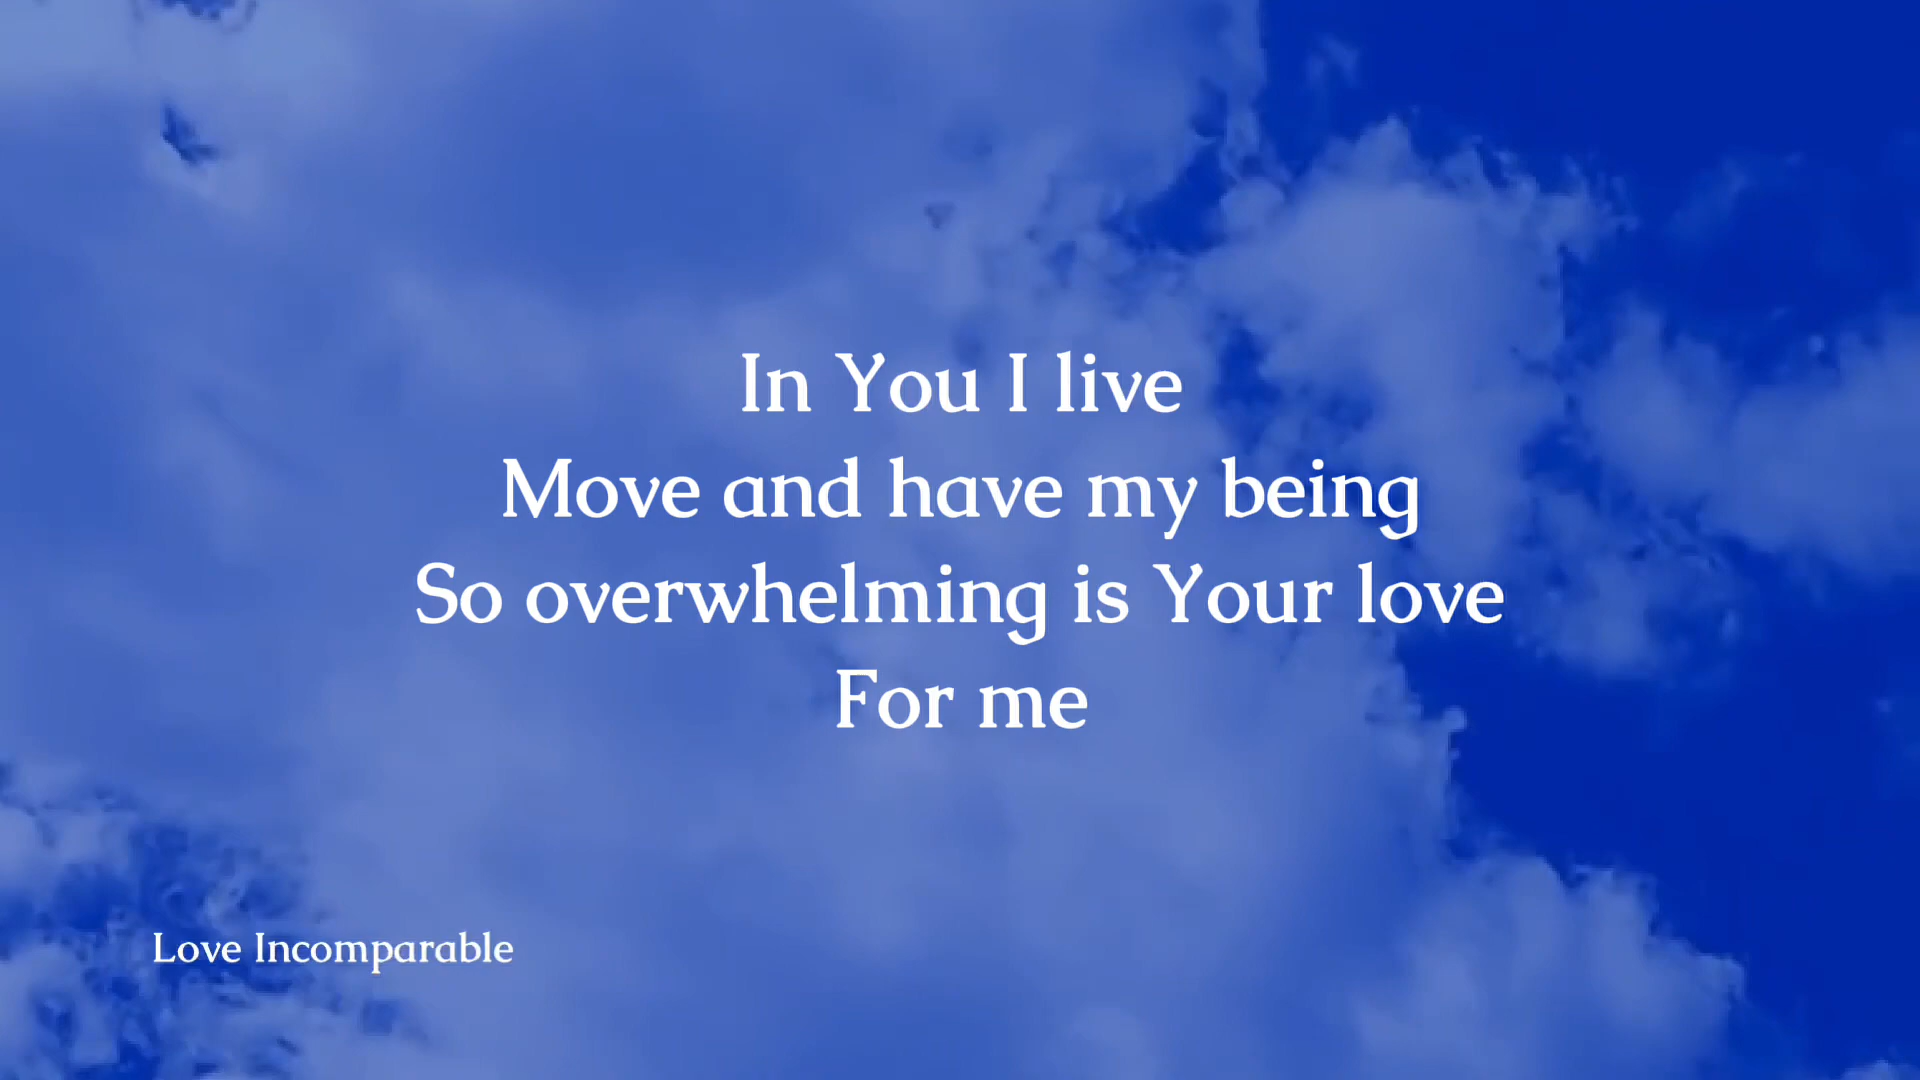 In You I live
Move and have my being
So overwhelming is Your love
For me
Love Incomparable